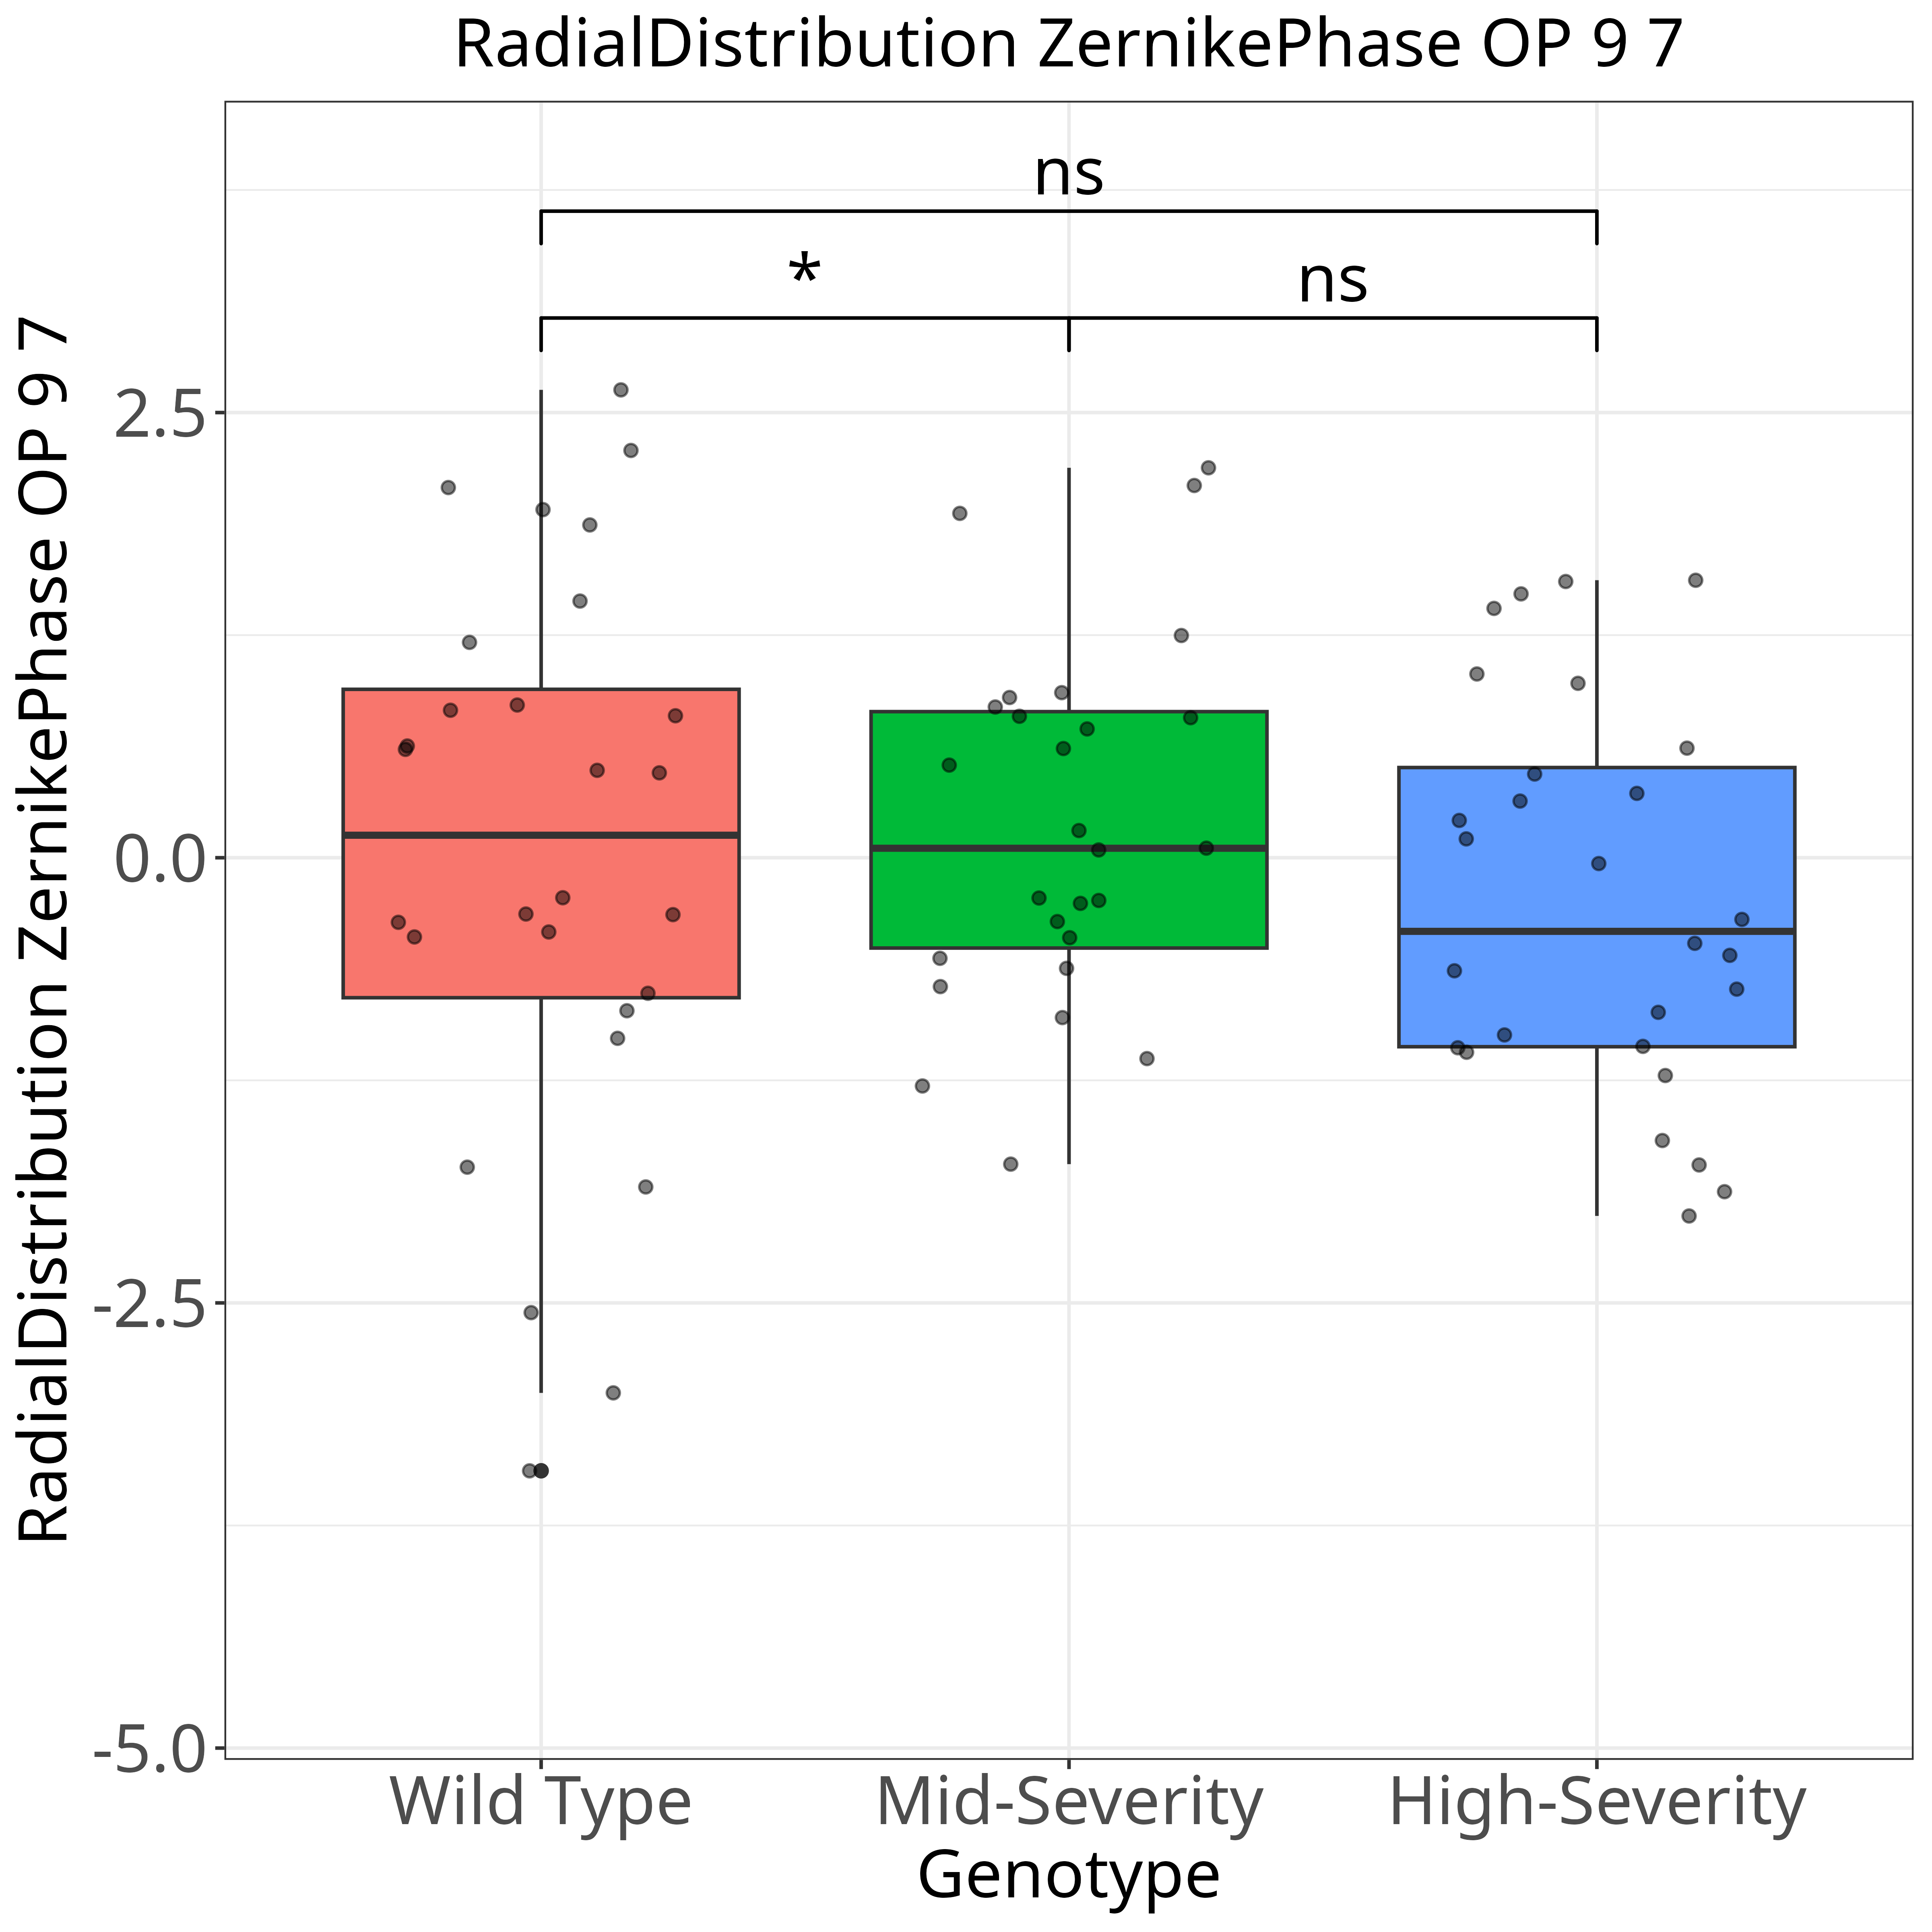 RadialDistribution ZernikePhase OP 9 7
ns
*
ns
RadialDistribution ZernikePhase OP 9 7
2.5
0.0
-2.5
-5.0
Wild Type
Mid-Severity
High-Severity
Genotype